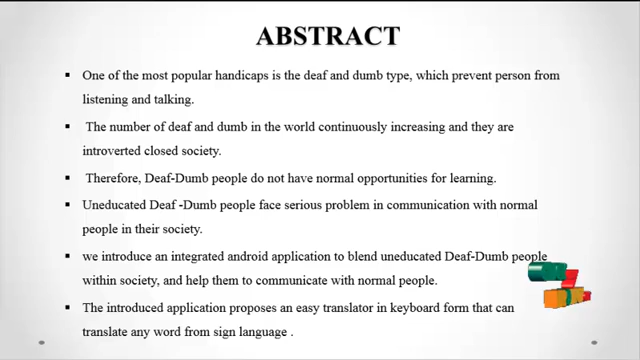 ABSTRACT
▪ One of the most popular handicaps is the deaf and dumb type, which prevent person from
listening and talking.
▪ The number of deaf and dumb in the world continuously increasing and they are
introverted closed society.
▪ Therefore, Deaf-Dumb people do not have normal opportunities for learning.
▪ Uneducated Deaf -Dumb people face serious problem in communication with normal
people in their society.
▪ we introduce an integrated android application to blend uneducated Deaf-Dumb people
within society, and help them to communicate with normal people.
▪ The introduced application proposes an easy translator in keyboard form that can
translate any word from sign language .